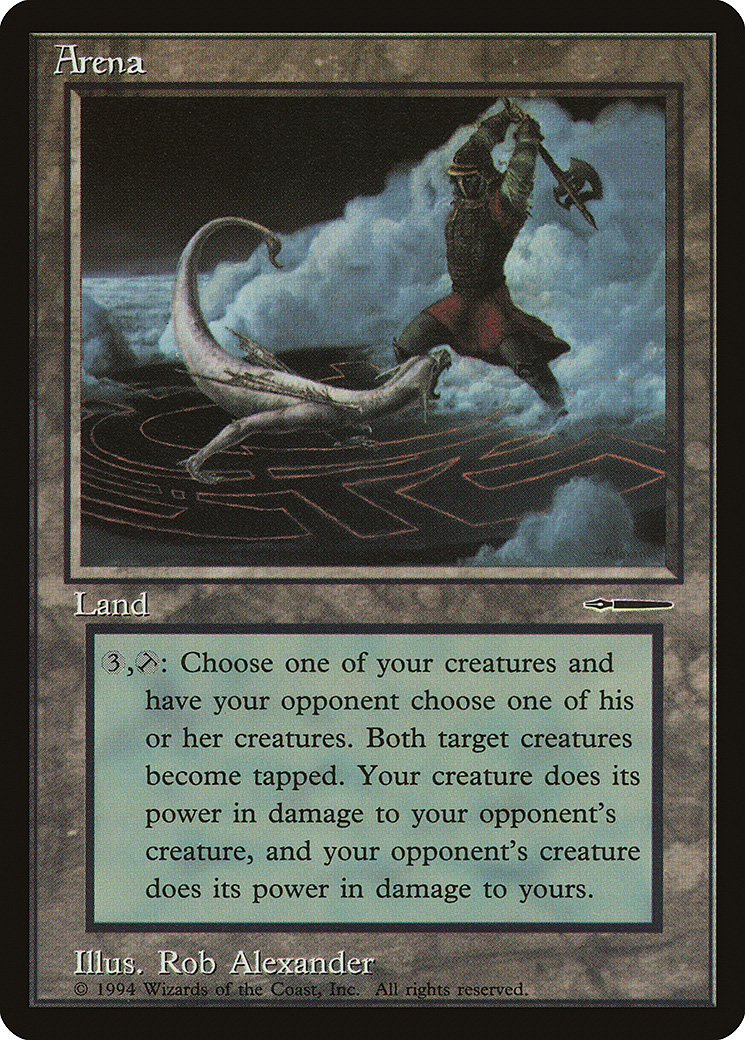 Arena
Land
3,T: Choose one of your creatures and
have your opponent choose one of his
or her creatures. Both target creatures
become tapped. Your creature does its
power in damage to your opponent's
creature, and your opponent's creature
does its power in damage to yours.
Illus. Rob Alexander
© 1994 Wizards of the Coast, Inc. All rights reserved.